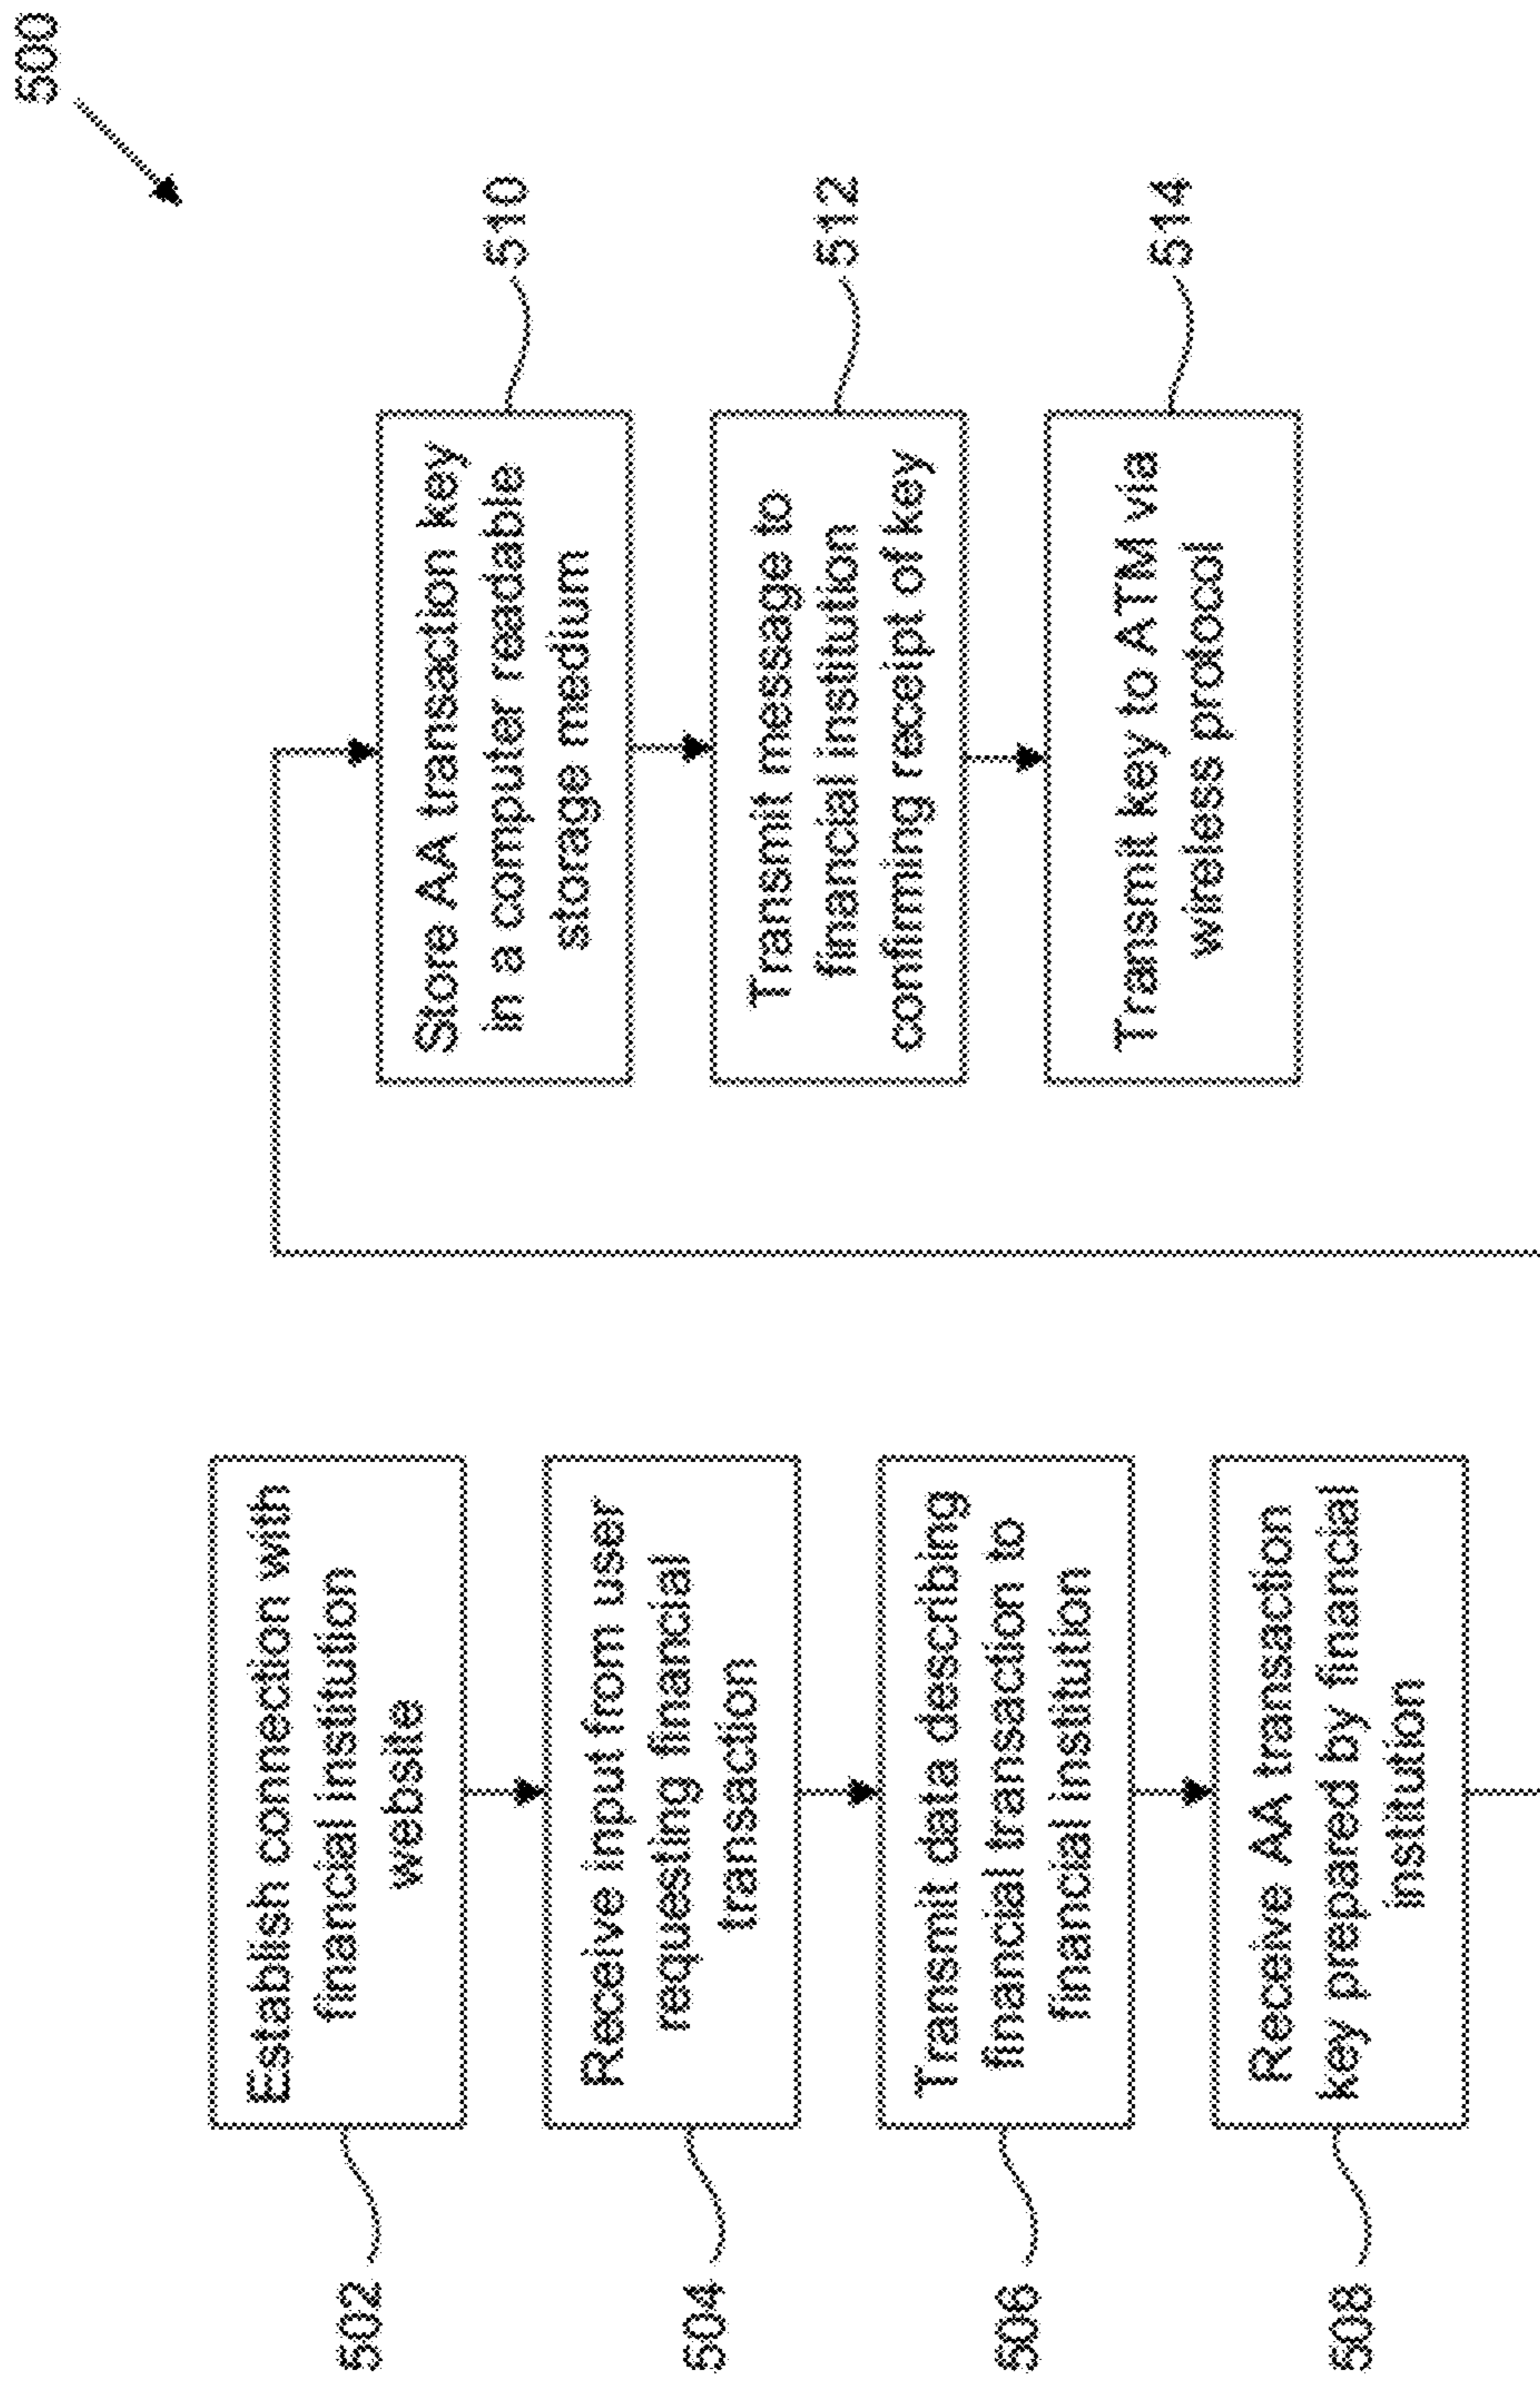 500
502
Establish connection with
financial institution
website
504
Receive input from user
requesting financial
transaction
506
Transmit data describing
financial transaction to
financial institution
508
Receive AA transaction
key prepared by financial
institution
Store AA transaction key
in a computer readable
storage medium
510
Transmit message to
financial institution
confirming receipt of key
512
Transmit key to ATM via
wireless protocol
514